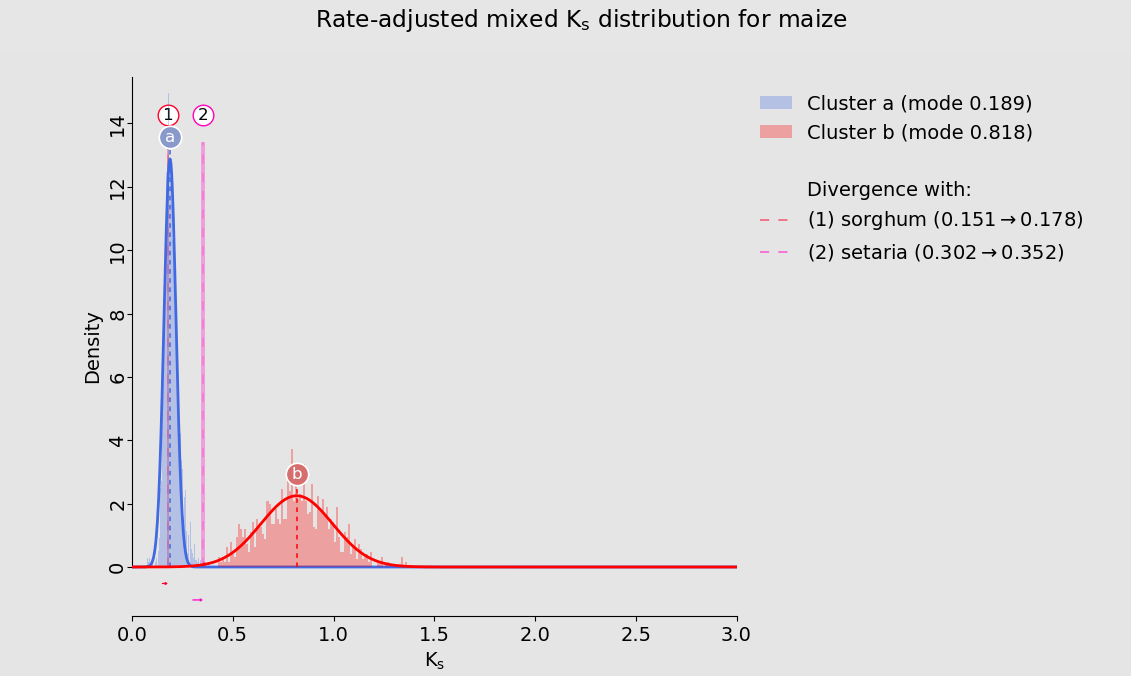 Rate-adjusted mixed Ks distribution for maize
1 2
a
b
14
12
10
8
6
4
2
0
Density
0.0 0.5 1.0 1.5 2.0 2.5 3.0
Ks
Cluster a (mode 0.189)
Cluster b (mode 0.818)
Divergence with:
(1) sorghum (0.151→0.178)
(2) setaria (0.302→0.352)